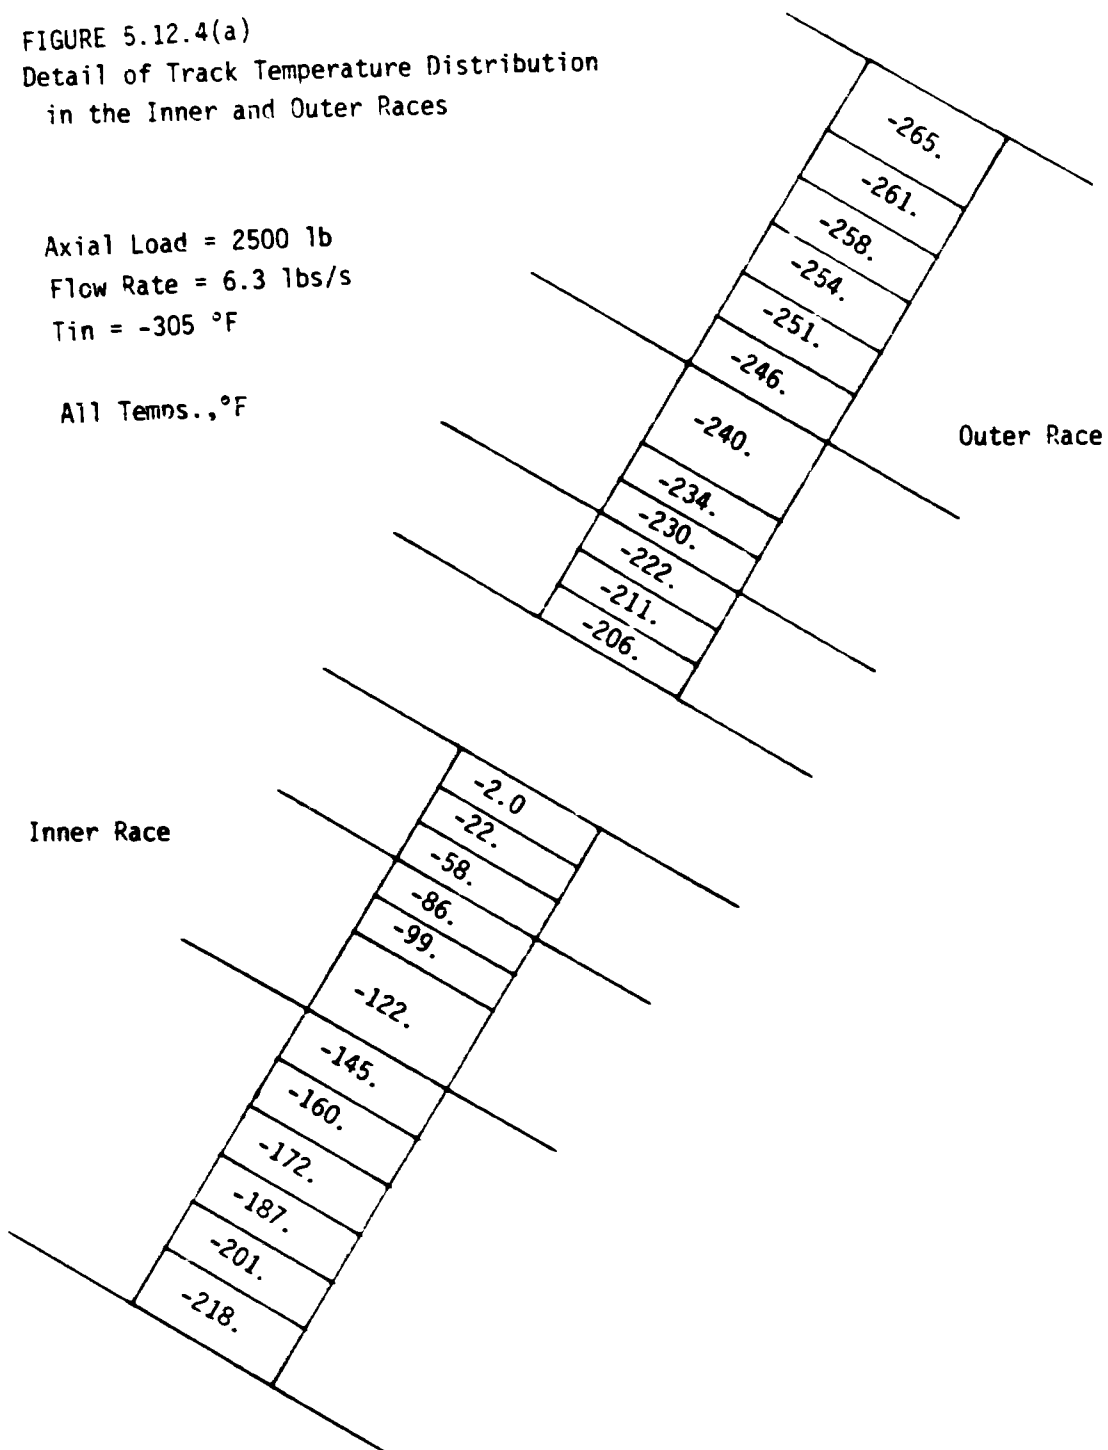 FIGURE 5.12.4(a)
Detail of Track Temperature Distribution
in the Inner and Outer Races
Axial Load = 2500 lb
Flow Rate = 6.3 lbs/s
Tin = -305 °F
All Temps.,°F
-265.
-261.
-258.
-254.
-251.
-246.
-240.
Outer Race
-234.
-230.
-222.
-211.
-206.
-2.0
Inner Race
-22.
-58.
-86.
-99.
-122.
-145.
-160.
-172.
-187.
-201.
-218.